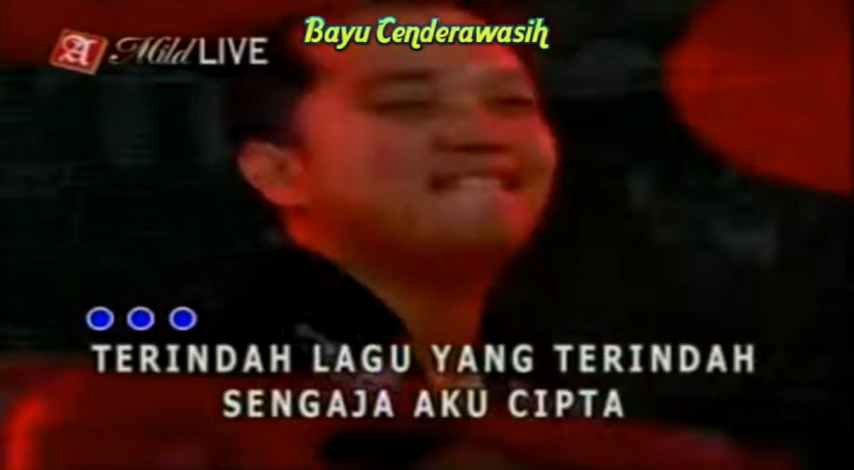 Bayu Cenderawasih
A Mild LIVE
TERINDAH LAGU YANG TERINDAH
SENGAJA AKU CIPTA